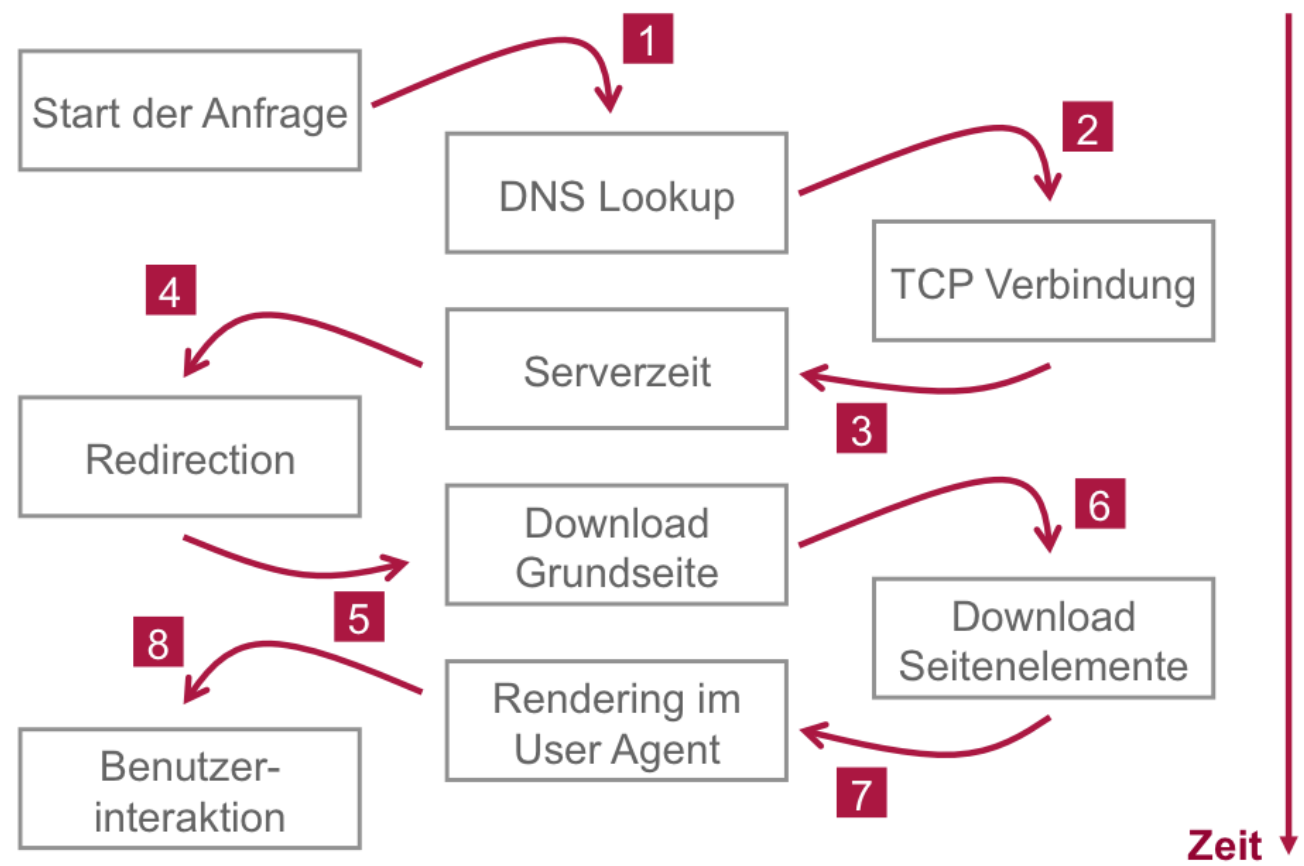 1
Start der Anfrage
2
DNS Lookup
TCP Verbindung
4
Serverzeit
3
Redirection
6
Download
Grundseite
5
Download
Seitenelemente
8
Rendering im
User Agent
7
Benutzer-
interaktion
Zeit